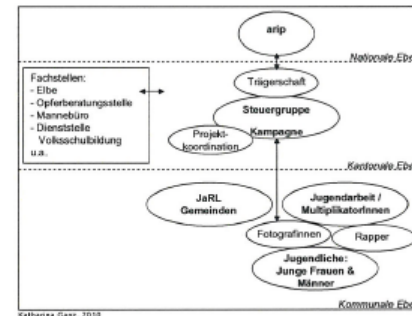 arip
Nationale Ebe
Fachstellen:
- Elbe
- Opferberatungsstelle
- Mannebüro
- Dienststelle
Volksschulbildung
u.a..
Trägerschaft
Steuergruppe
Kampagne
Projekt-
koordination
Kantonale Ebe
JaRL
Gemeinden
Jugendarbeit /
MultiplikatorInnen
Fotografinnen
Rapper
Jugendliche:
Junge Frauen &
Männer
Kommunale Ebe
2010